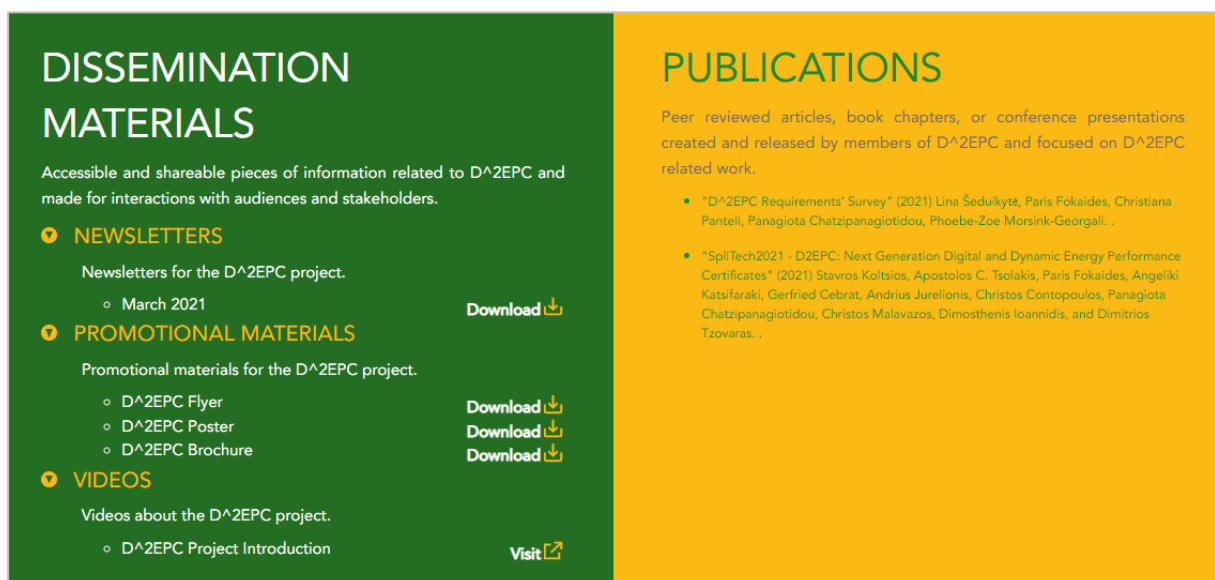 DISSEMINATION
MATERIALS
Accessible and shareable pieces of information related to D^2EPC and
made for interactions with audiences and stakeholders.
NEWSLETTERS
Newsletters for the D^2EPC project.
March 2021 Download
PROMOTIONAL MATERIALS
Promotional materials for the D^2EPC project.
D^2EPC Flyer Download
D^2EPC Poster Download
D^2EPC Brochure Download
VIDEOS
Videos about the D^2EPC project.
D^2EPC Project Introduction Visit
PUBLICATIONS
Peer reviewed articles, book chapters, or conference presentations
created and released by members of D^2EPC and focused on D^2EPC
related work.
"D^2EPC Requirements' Survey" (2021) Lina Šeduikytė, Paris Fokaides, Christiana
Panteli, Panagiota Chatzipanagiotidou, Phoebe-Zoe Morsink-Georgali. .
"SpliTech2021 - D2EPC: Next Generation Digital and Dynamic Energy Performance
Certificates" (2021) Stavros Koltsios, Apostolos C. Tsolakis, Paris Fokaides, Angeliki
Katsifaraki, Gerfried Cebrat, Andrius Jurelionis, Christos Contopoulos, Panagiota
Chatzipanagiotidou, Christos Malavazos, Dimosthenis Ioannidis, and Dimitrios
Tzovaras. .